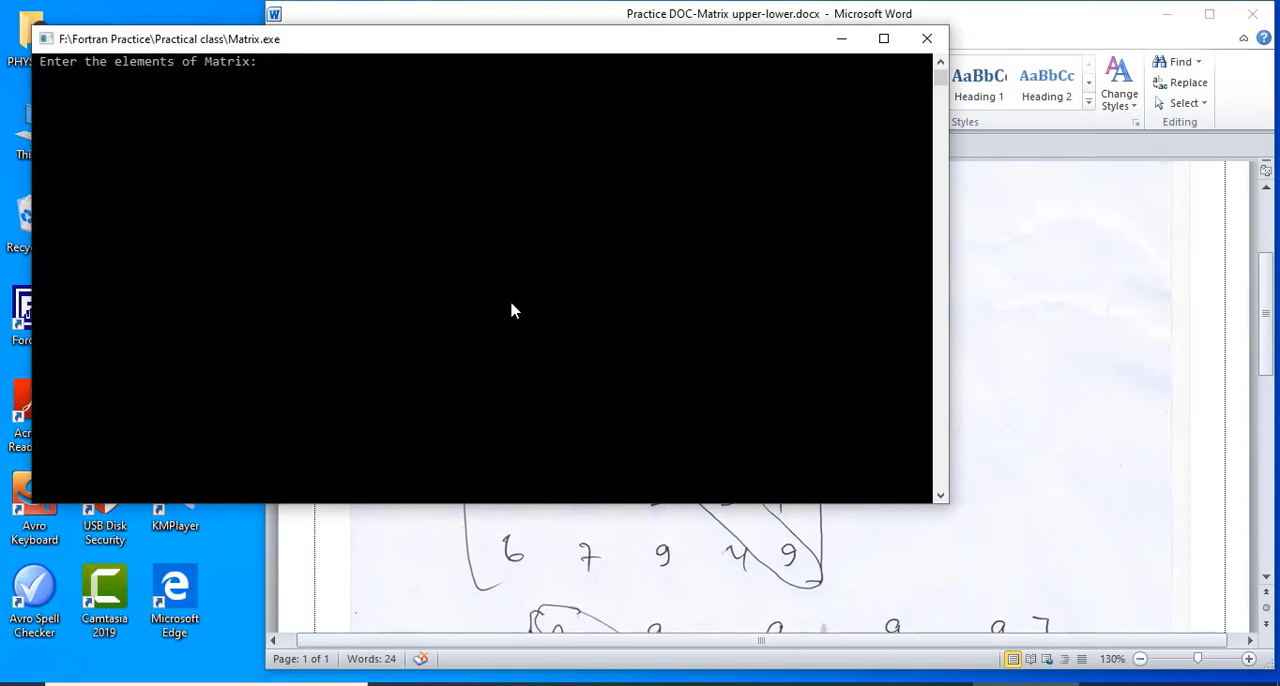 Practice DOC-Matrix upper-lower.docx - Microsoft Word
F:\Fortran Practice\Practical class\Matrix.exe
Enter the elements of Matrix:
Find
Replace
Select
Editing
AaBbC
AaBbCc
Heading 1
Heading 2
Change
Styles
Styles
6 7 9 4 9
Avro
Keyboard
USB Disk
Security
KMPlayer
Avro Spell
Checker
Camtasia
2019
Microsoft
Edge
Page: 1 of 1
Words: 24
130%